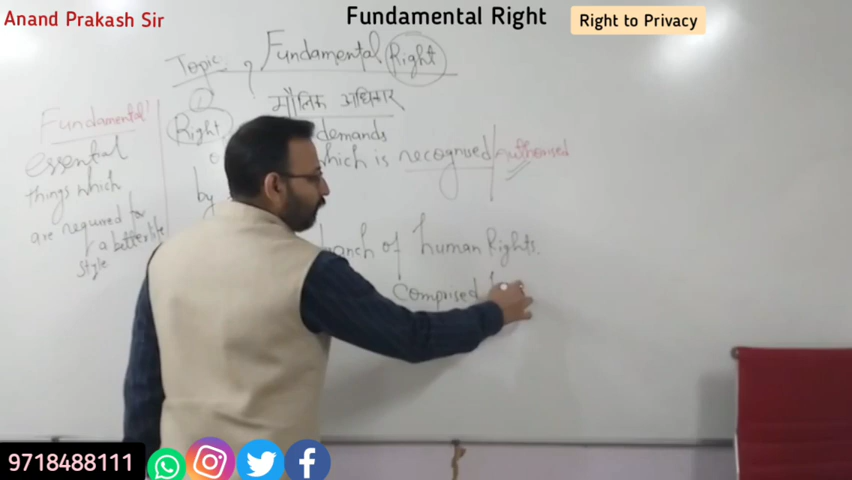 Anand Prakash Sir
Fundamental Right
Right to Privacy
Topic , Fundamental Right
मौलिक अधिकार
① Right
demands
which is recognised/authorised
by
Fundamental!
essential
things which
are required for
a better life
style
branch of human Rights.
Comprised
9718488111